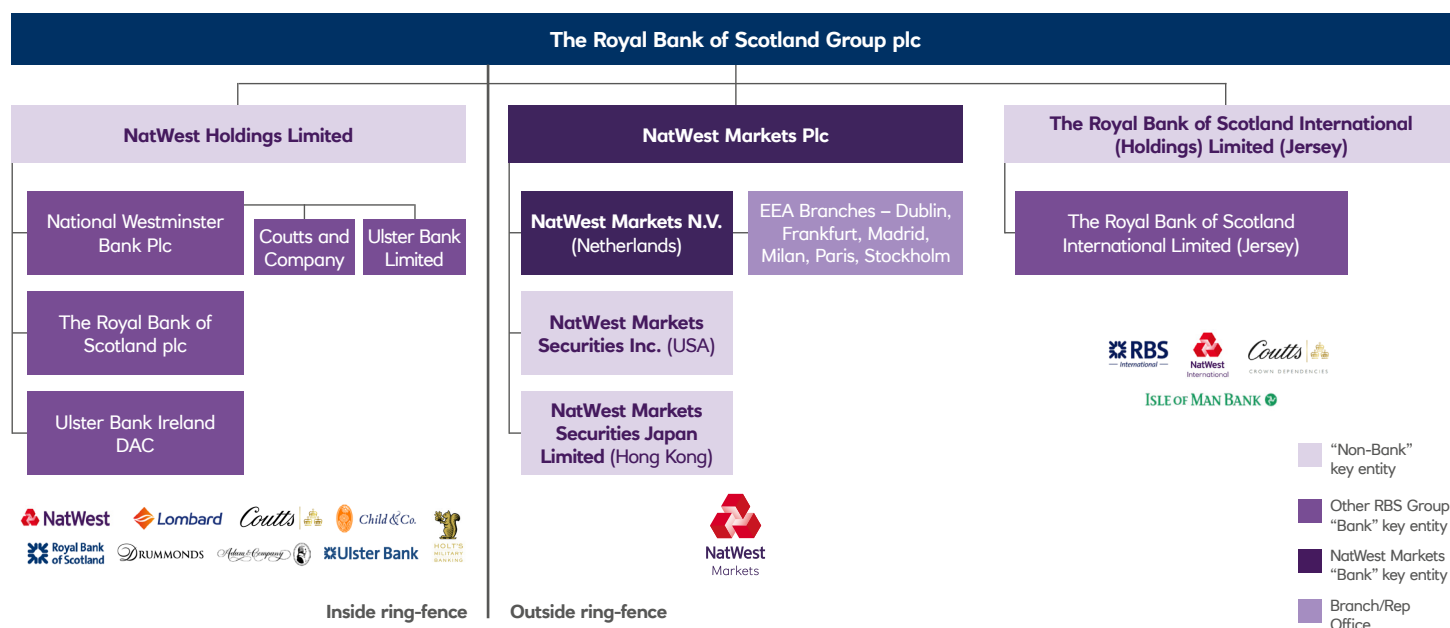 The Royal Bank of Scotland Group plc
NatWest Holdings Limited
National Westminster
Bank Plc
Coutts and
Company
Ulster Bank
Limited
The Royal Bank of
Scotland plc
Ulster Bank Ireland
DAC
NatWest
Lombard
Coutts
Child & Co.
Royal Bank
of Scotland
DRUMMONDS
Adam & Company
Ulster Bank
HOLT'S
MILITARY
BANKING
Inside ring-fence
NatWest Markets Plc
NatWest Markets N.V.
(Netherlands)
EEA Branches – Dublin,
Frankfurt, Madrid,
Milan, Paris, Stockholm
NatWest Markets
Securities Inc. (USA)
NatWest Markets
Securities Japan
Limited (Hong Kong)
NatWest
Markets
Outside ring-fence
The Royal Bank of Scotland International
(Holdings) Limited (Jersey)
The Royal Bank of Scotland
International Limited (Jersey)
RBS
International
NatWest
International
Coutts
CROWN DEPENDENCIES
ISLE OF MAN BANK
“Non-Bank”
key entity
Other RBS Group
“Bank” key entity
NatWest Markets
“Bank” key entity
Branch/Rep
Office